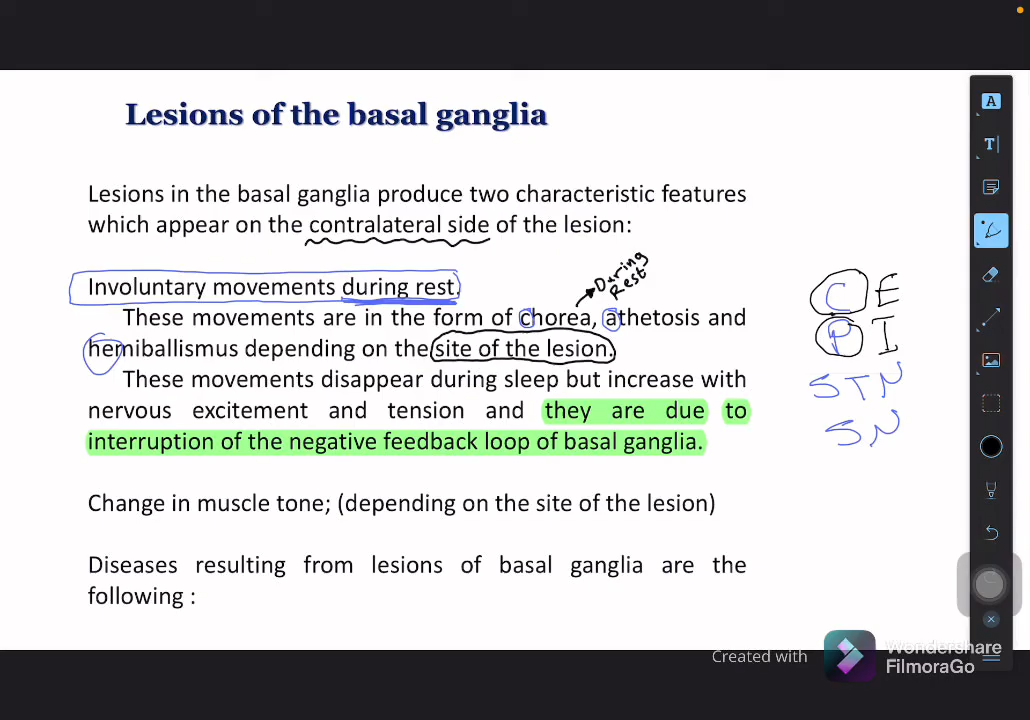 Lesions of the basal ganglia
Lesions in the basal ganglia produce two characteristic features
which appear on the contralateral side of the lesion:
During
Rest
Involuntary movements during rest.
These movements are in the form of chorea, athetosis and
hemiballismus depending on the site of the lesion.
These movements disappear during sleep but increase with
nervous excitement and tension and they are due to
interruption of the negative feedback loop of basal ganglia.
Change in muscle tone; (depending on the site of the lesion)
Diseases resulting from lesions of basal ganglia are the
following :
C E
P I
STN
SN
A
T
Created with
Wondershare
FilmoraGo